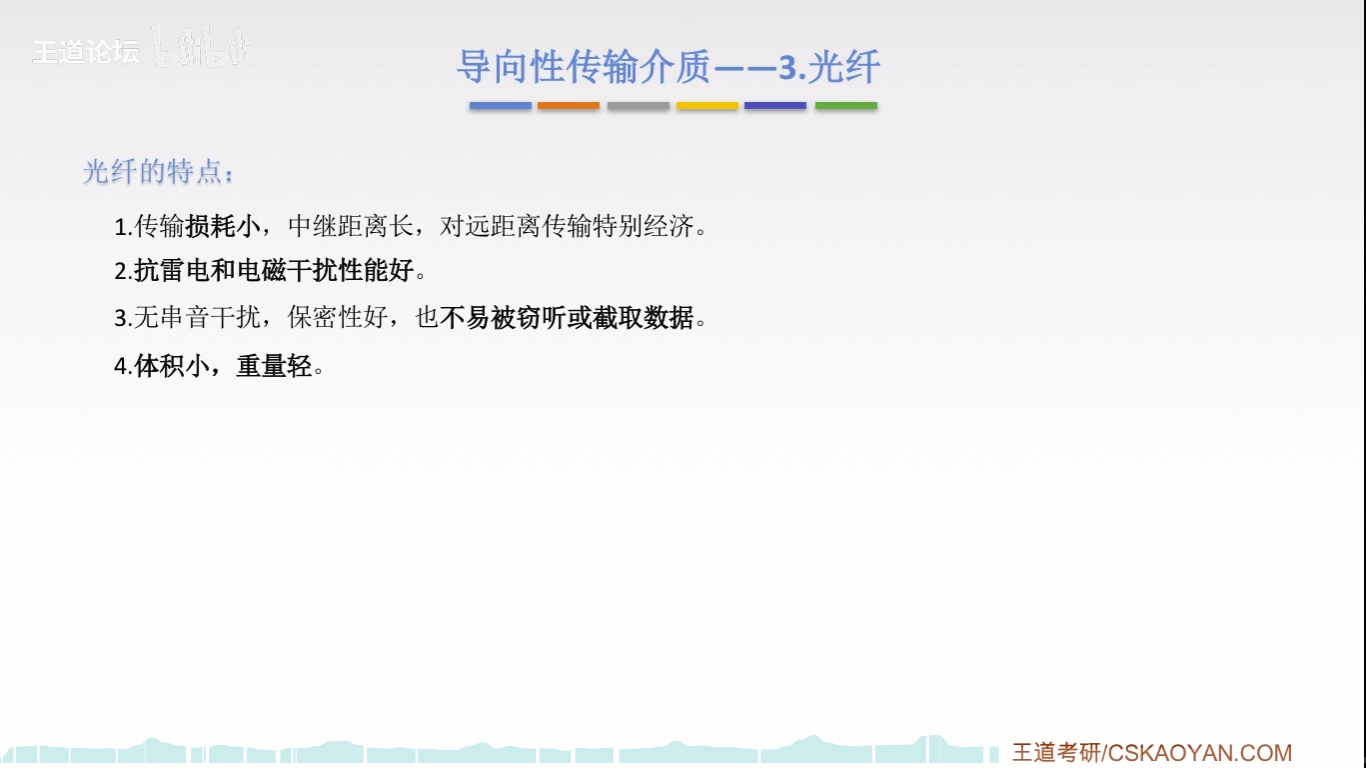 王道论坛 bilibili
导向性传输介质——3.光纤
光纤的特点：
1.传输损耗小，中继距离长，对远距离传输特别经济。
2.抗雷电和电磁干扰性能好。
3.无串音干扰，保密性好，也不易被窃听或截取数据。
4.体积小，重量轻。
王道考研/CSKAOYAN.COM